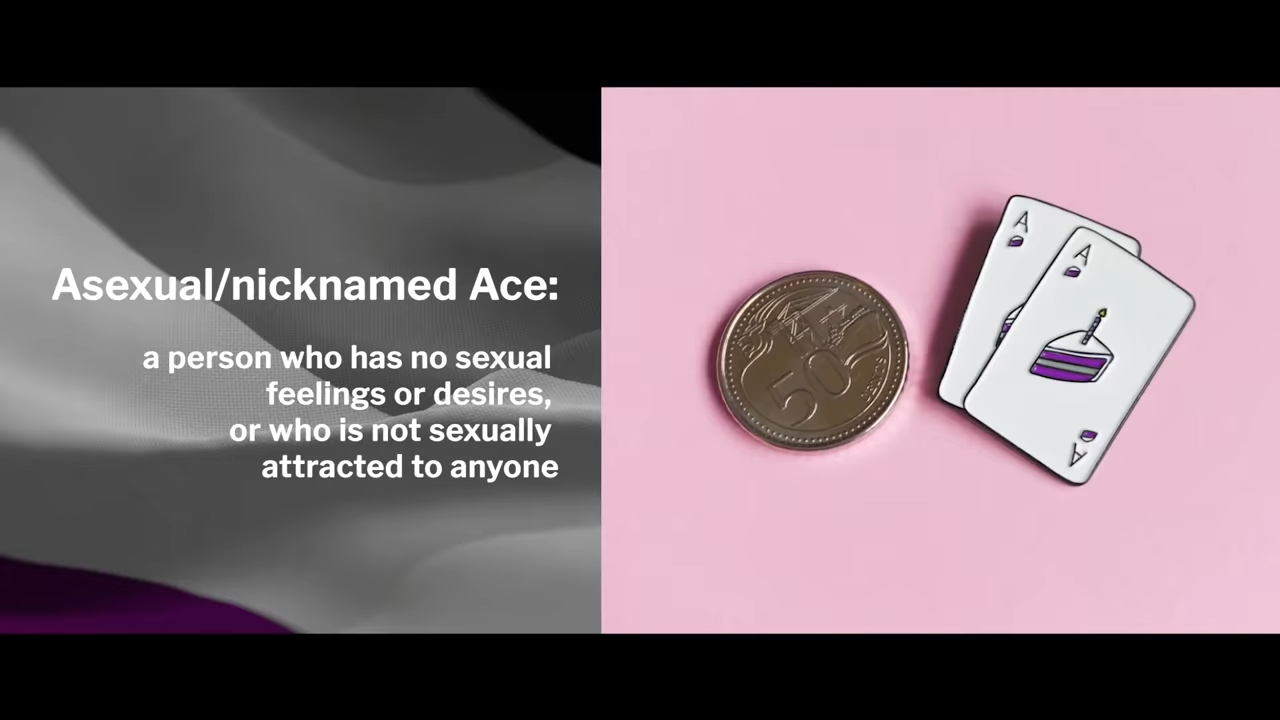 Asexual/nicknamed Ace:
a person who has no sexual
feelings or desires,
or who is not sexually
attracted to anyone
50
A
A
A